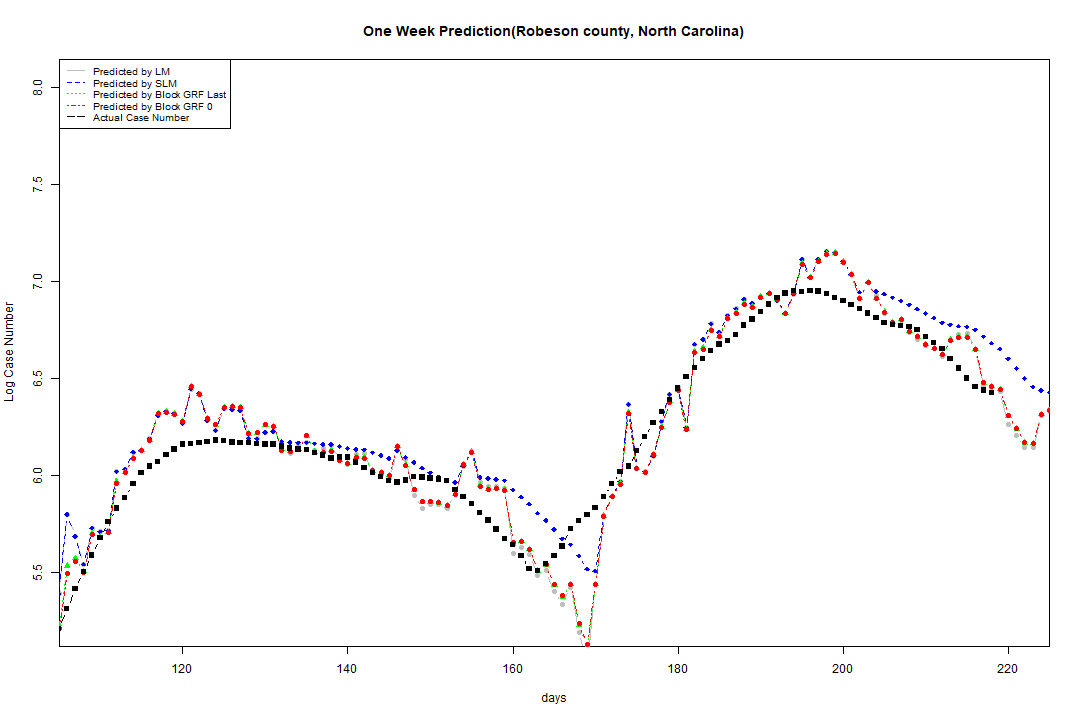 One Week Prediction(Robeson county, North Carolina)
Predicted by LM
Predicted by SLM
Predicted by Block GRF Last
Predicted by Block GRF 0
Actual Case Number
8.0
7.5
7.0
6.5
6.0
5.5
Log Case Number
120 140 160 180 200 220
days